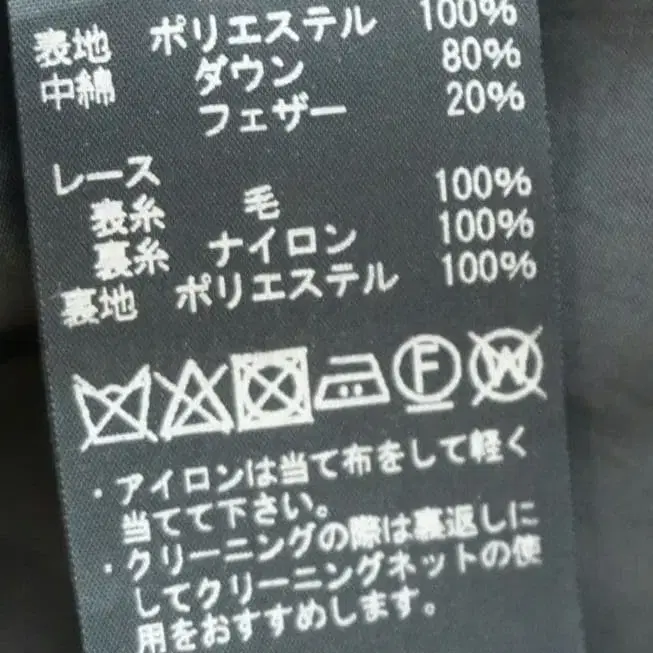 表地 ポリエステル 100%
中綿 ダウン 80%
フェザー 20%
レース
表糸 毛 100%
裏糸 ナイロン 100%
裏地 ポリエステル 100%
F W
・アイロンは当て布をして軽く
当てて下さい。
・クリーニングの際は裏返しに
してクリーニングネットの使
用をおすすめします。